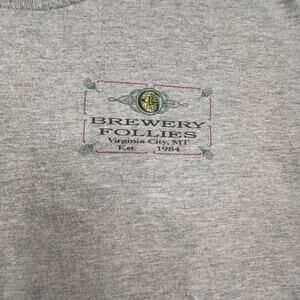 BREWERY
FOLLIES
Virginia City, MT
Est. 1984